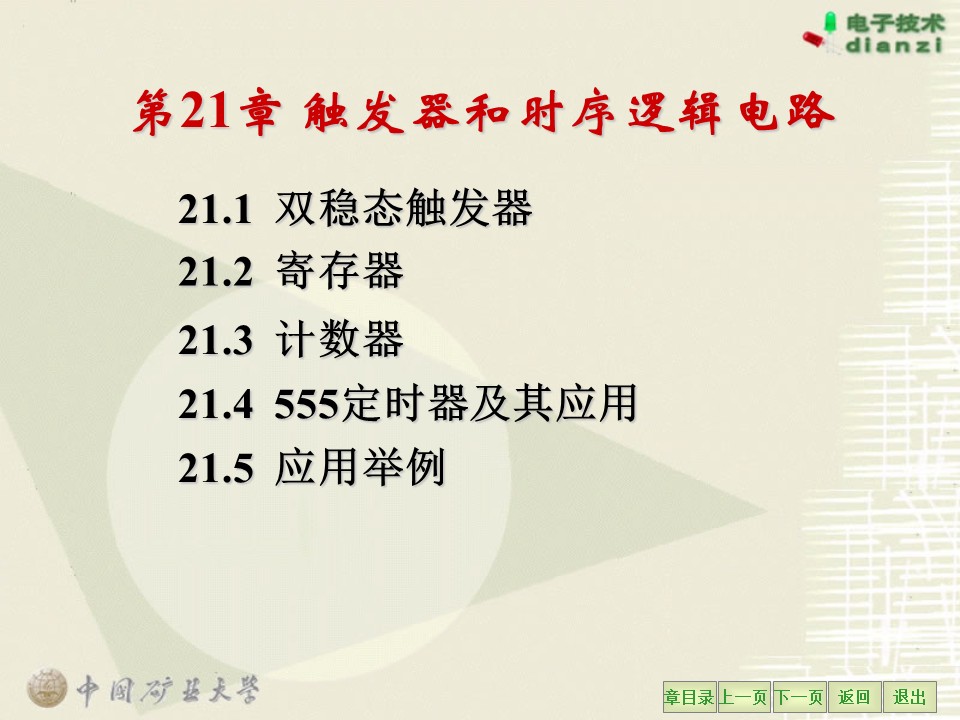 电子技术
dianzi
第21章 触发器和时序逻辑电路
21.1 双稳态触发器
21.2 寄存器
21.3 计数器
21.4 555定时器及其应用
21.5 应用举例
中国矿业大学
章目录 上一页 下一页 返回 退出